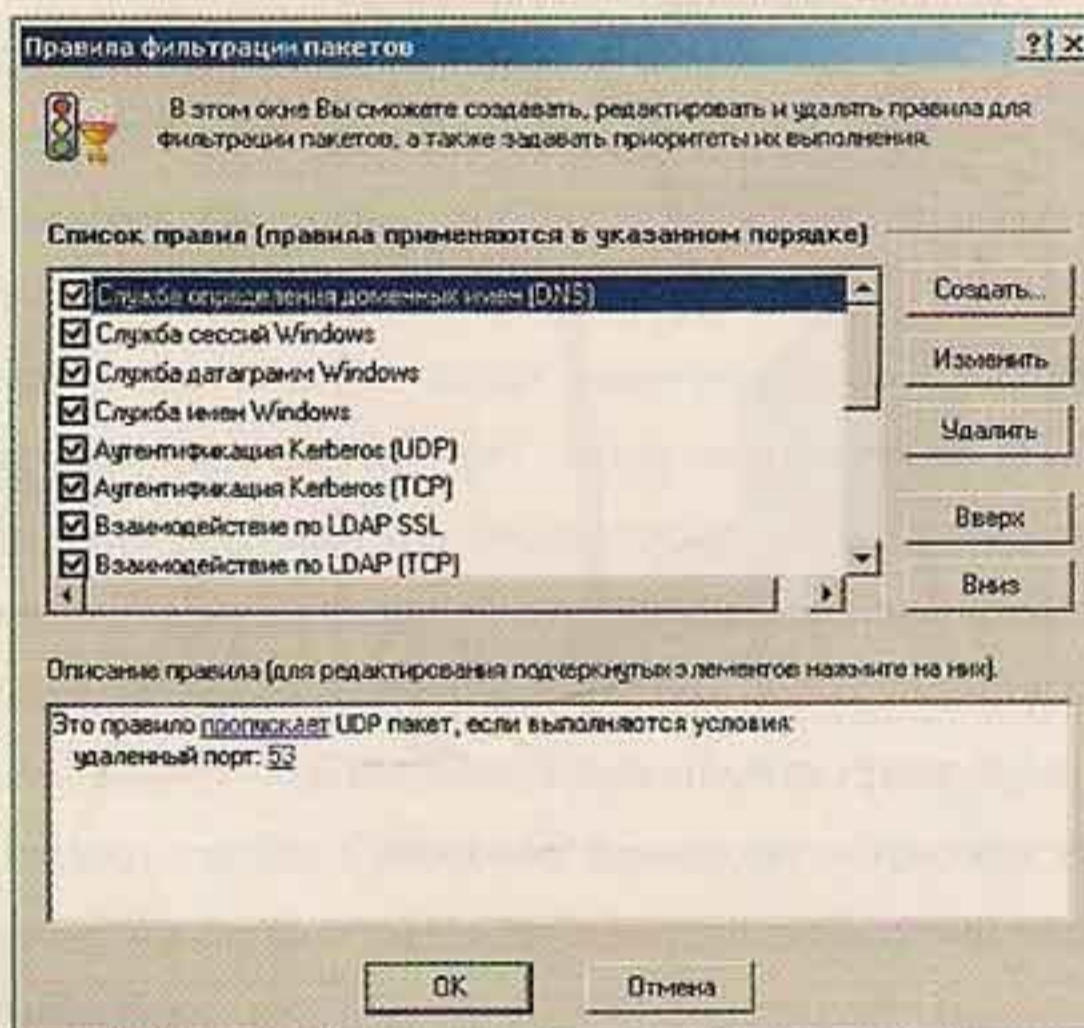 Правила фильтрации пакетов
В этом окне Вы сможете создавать, редактировать и удалять правила для
фильтрации пакетов, а также задавать приоритеты их выполнения.
Список правил (правила применяются в указанном порядке)
Служба определения доменных имен (DNS)
Служба сессий Windows
Служба датаграмм Windows
Служба имен Windows
Аутентификация Kerberos (UDP)
Аутентификация Kerberos (TCP)
Взаимодействие по LDAP SSL
Взаимодействие по LDAP (TCP)
Создать...
Изменить
Удалить
Вверх
Вниз
Описание правила (для редактирования подчеркнутых элементов нажмите на них).
Это правило пропускает UDP пакет, если выполняются условия:
удаленный порт: 53
OK
Отмена